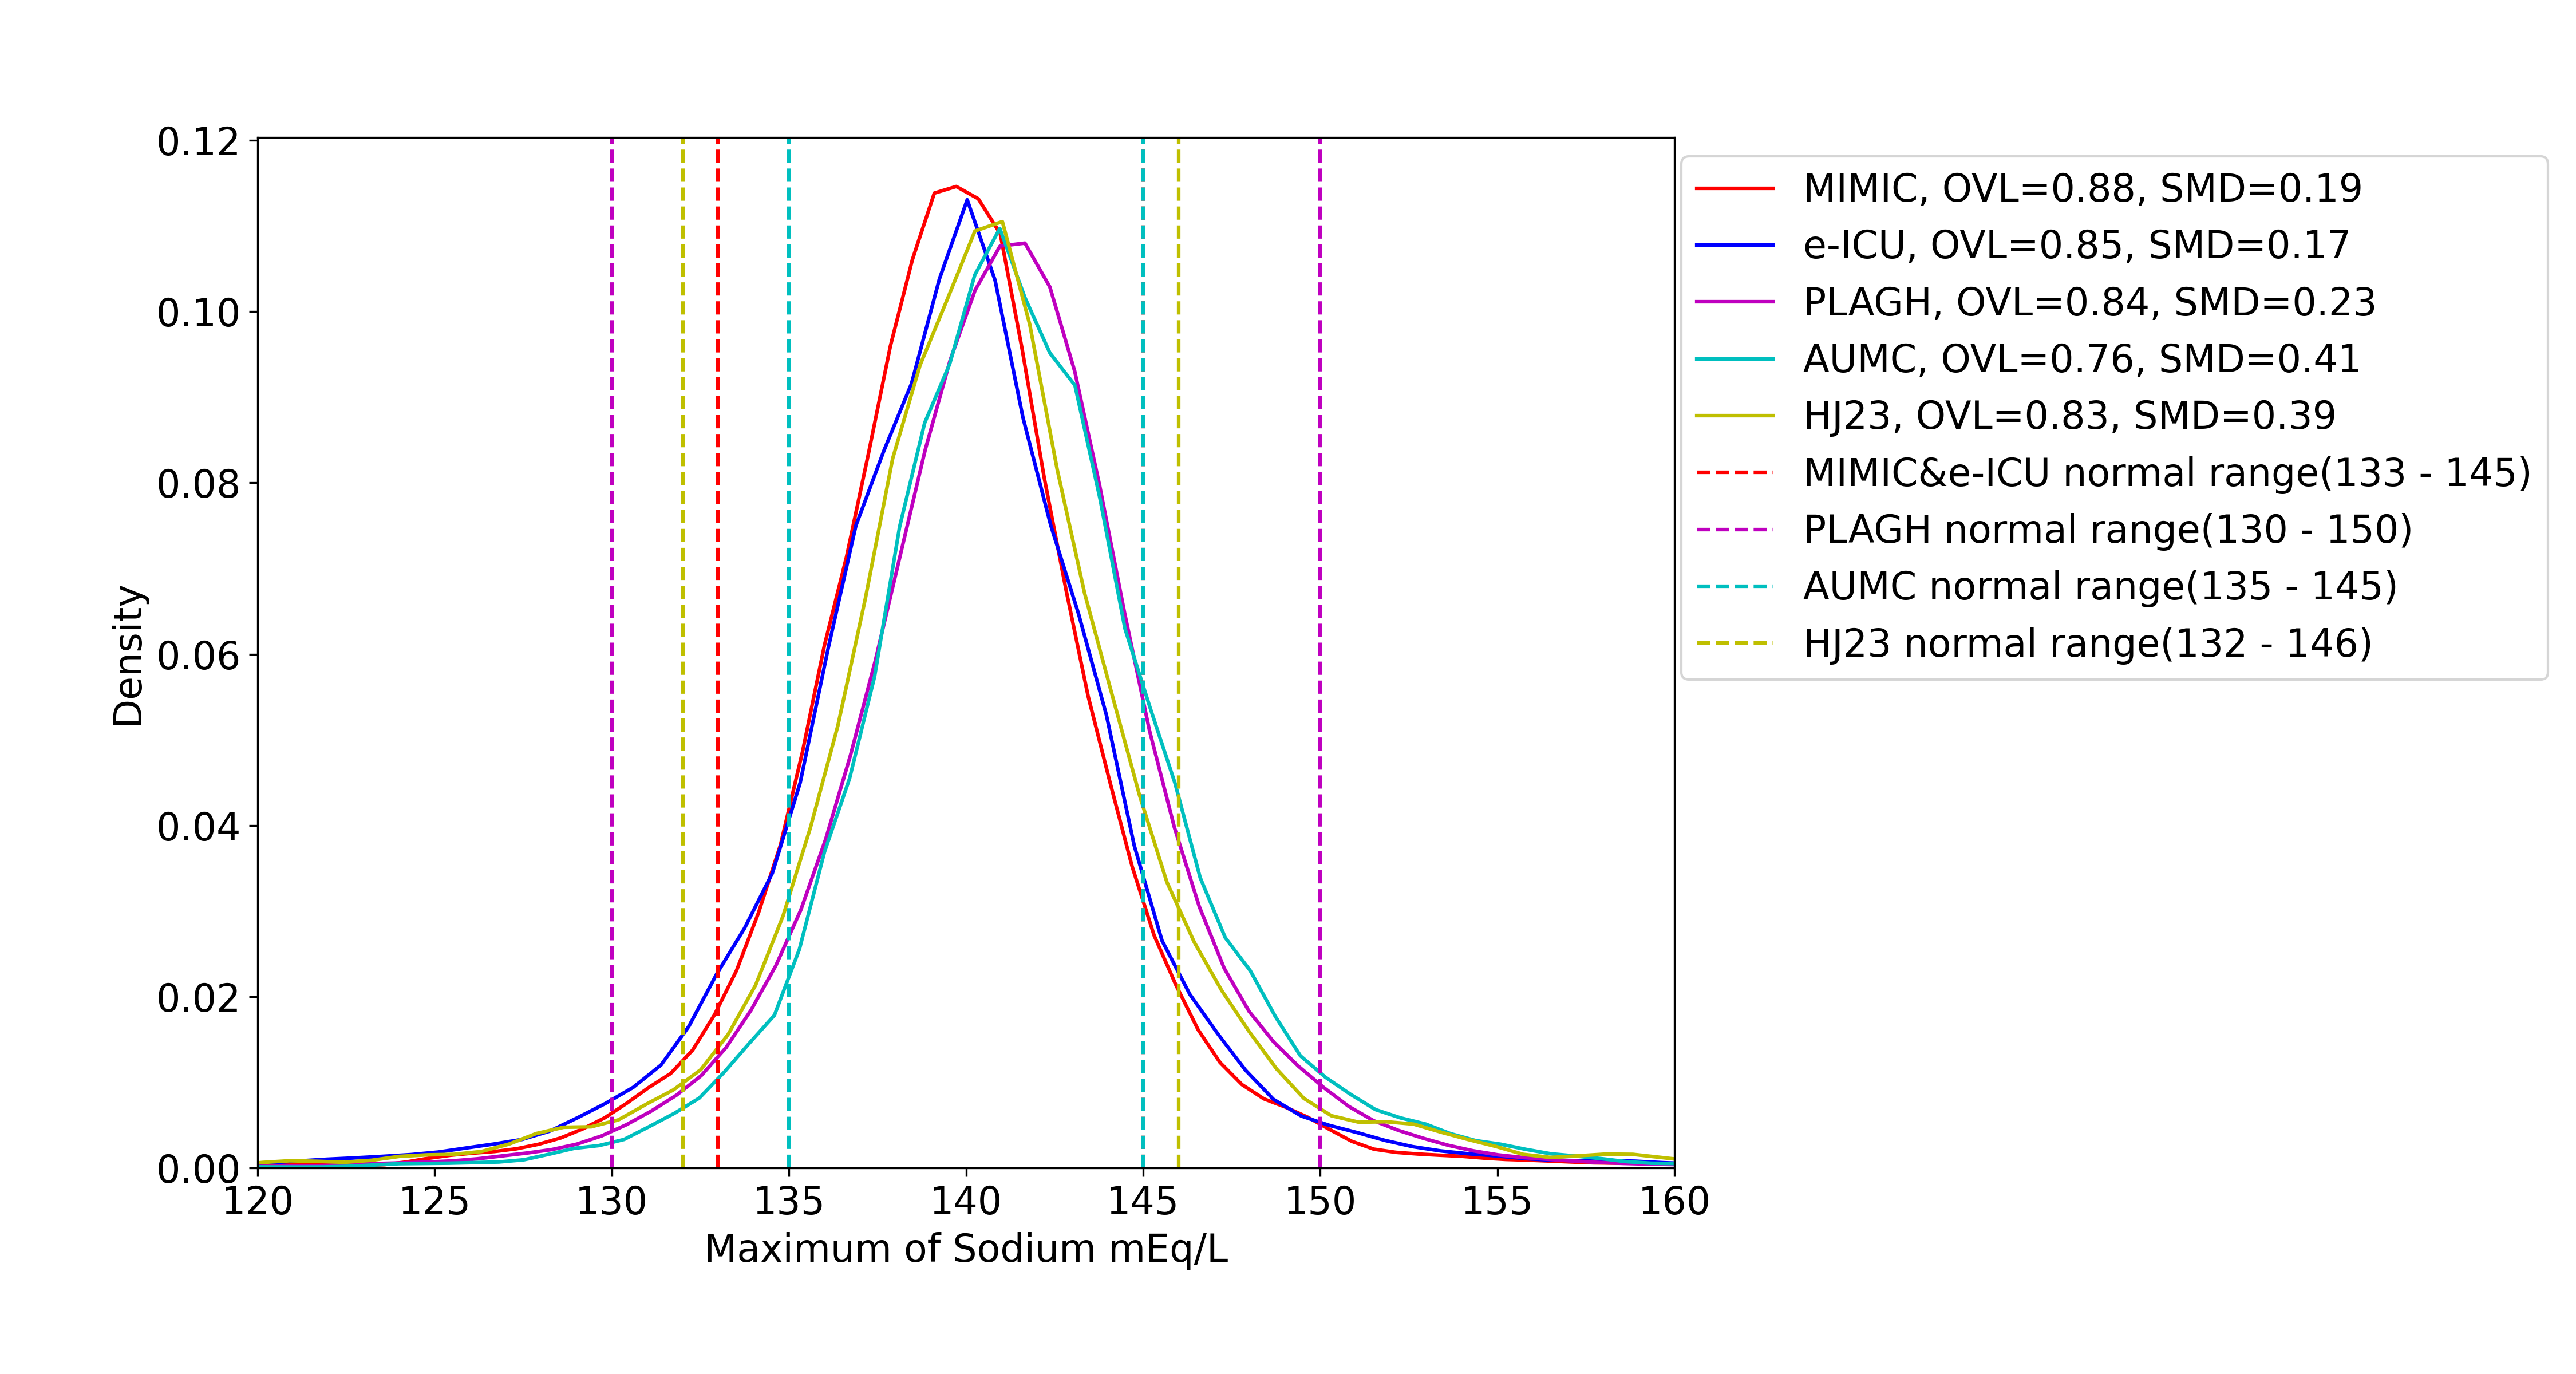 0.12
0.10
0.08
0.06
0.04
0.02
0.00
Density
120 125 130 135 140 145 150 155 160
Maximum of Sodium mEq/L
MIMIC, OVL=0.88, SMD=0.19
e-ICU, OVL=0.85, SMD=0.17
PLAGH, OVL=0.84, SMD=0.23
AUMC, OVL=0.76, SMD=0.41
HJ23, OVL=0.83, SMD=0.39
MIMIC&e-ICU normal range(133 - 145)
PLAGH normal range(130 - 150)
AUMC normal range(135 - 145)
HJ23 normal range(132 - 146)